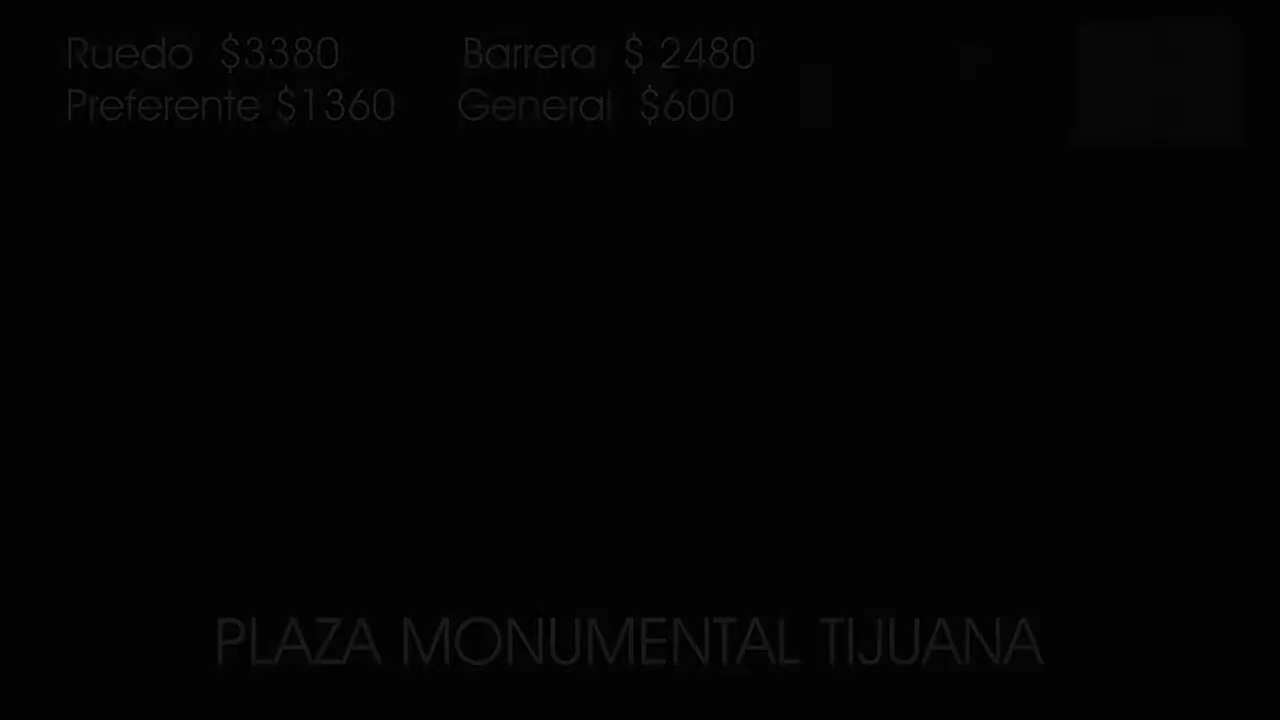 Ruedo $3380 Barrera $ 2480
Preferente $1360 General $600
PLAZA MONUMENTAL TIJUANA